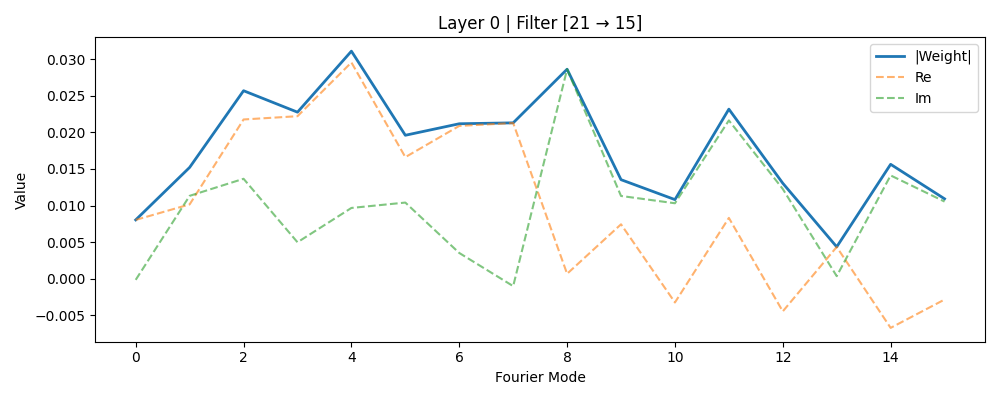 Layer 0 | Filter [21 → 15]
|Weight|
Re
Im
Value
0.030
0.025
0.020
0.015
0.010
0.005
0.000
−0.005
0 2 4 6 8 10 12 14
Fourier Mode